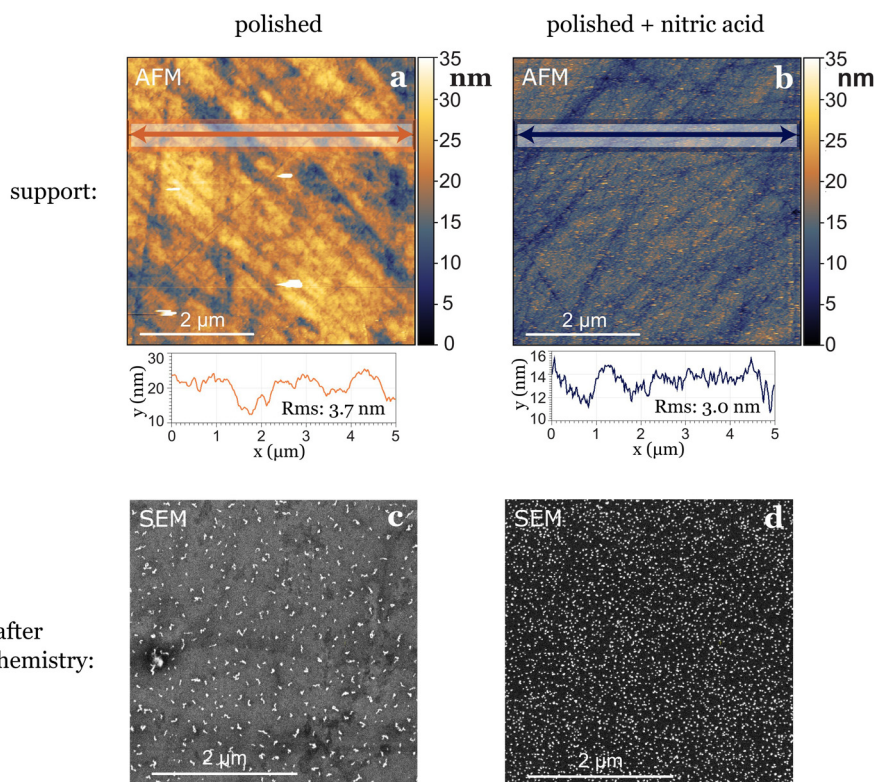 polished
polished + nitric acid
support:
AFM
a
35
nm
30
25
20
15
10
5
0
2 µm
AFM
b
35
nm
30
25
20
15
10
5
0
2 µm
y (nm)
30
20
10
Rms: 3.7 nm
0 1 2 3 4 5
x (µm)
y (nm)
16
14
12
10
Rms: 3.0 nm
0 1 2 3 4 5
x (µm)
after
hemistry:
SEM
c
2 µm
SEM
d
2 µm